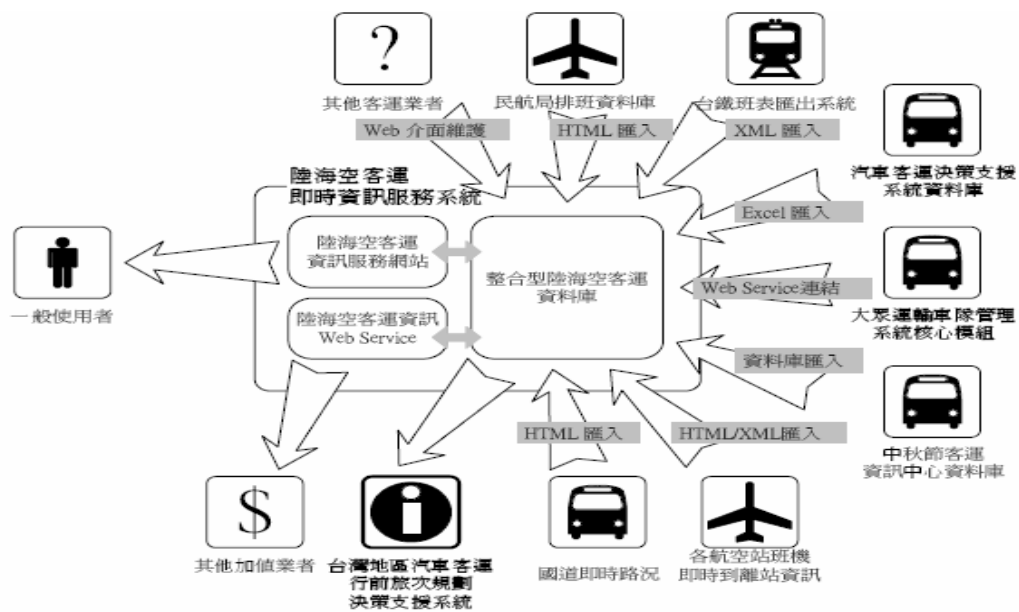 ?
其他客運業者
民航局排班資料庫
台鐵班表匯出系統
Web 介面維護
HTML 匯入
XML 匯入
汽車客運決策支援
系統資料庫
陸海空客運
即時資訊服務系統
Excel 匯入
陸海空客運
資訊服務網站
整合型陸海空客運
資料庫
Web Service連結
一般使用者
陸海空客運資訊
Web Service
大眾運輸車隊管理
系統核心模組
資料庫匯入
HTML 匯入
HTML/XML匯入
中秋節客運
資訊中心資料庫
$
i
其他加值業者
台灣地區汽車客運
行前旅次規劃
決策支援系統
國道即時路況
各航空站班機
即時到離站資訊